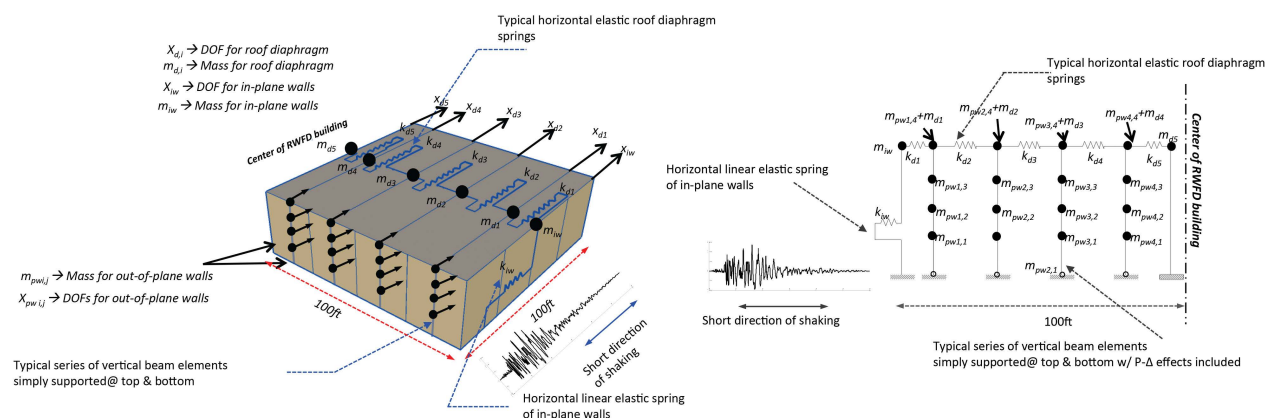 Typical horizontal elastic roof diaphragm
springs
X_{d,i} → DOF for roof diaphragm
m_{d,i} → Mass for roof diaphragm
X_{iw} → DOF for in-plane walls
m_{iw} → Mass for in-plane walls
Center of RWFD building
x_{d5}
x_{d4}
x_{d3}
x_{d2}
x_{d1}
x_{iw}
k_{d5}
k_{d4}
k_{d3}
k_{d2}
k_{d1}
m_{d5}
m_{d4}
m_{d3}
m_{d2}
m_{d1}
m_{iw}
k_{iw}
m_{pwi,j} → Mass for out-of-plane walls
X_{pw i,j} → DOFs for out-of-plane walls
100ft
100ft
Short direction
of shaking
Typical series of vertical beam elements
simply supported@ top & bottom
Horizontal linear elastic spring
of in-plane walls
Typical horizontal elastic roof diaphragm
springs
m_{pw1,4}+m_{d1}
m_{pw2,4}+m_{d2}
m_{pw3,4}+m_{d3}
m_{pw4,4}+m_{d4}
m_{d5}
m_{iw}
k_{d1}
k_{d2}
k_{d3}
k_{d4}
k_{d5}
Center of RWFD building
Horizontal linear elastic spring
of in-plane walls
k_{iw}
m_{pw1,3}
m_{pw2,3}
m_{pw3,3}
m_{pw4,3}
m_{pw1,2}
m_{pw2,2}
m_{pw3,2}
m_{pw4,2}
m_{pw1,1}
m_{pw3,1}
m_{pw4,1}
m_{pw2,1}
Short direction of shaking
100ft
Typical series of vertical beam elements
simply supported@ top & bottom w/ P-Δ effects included